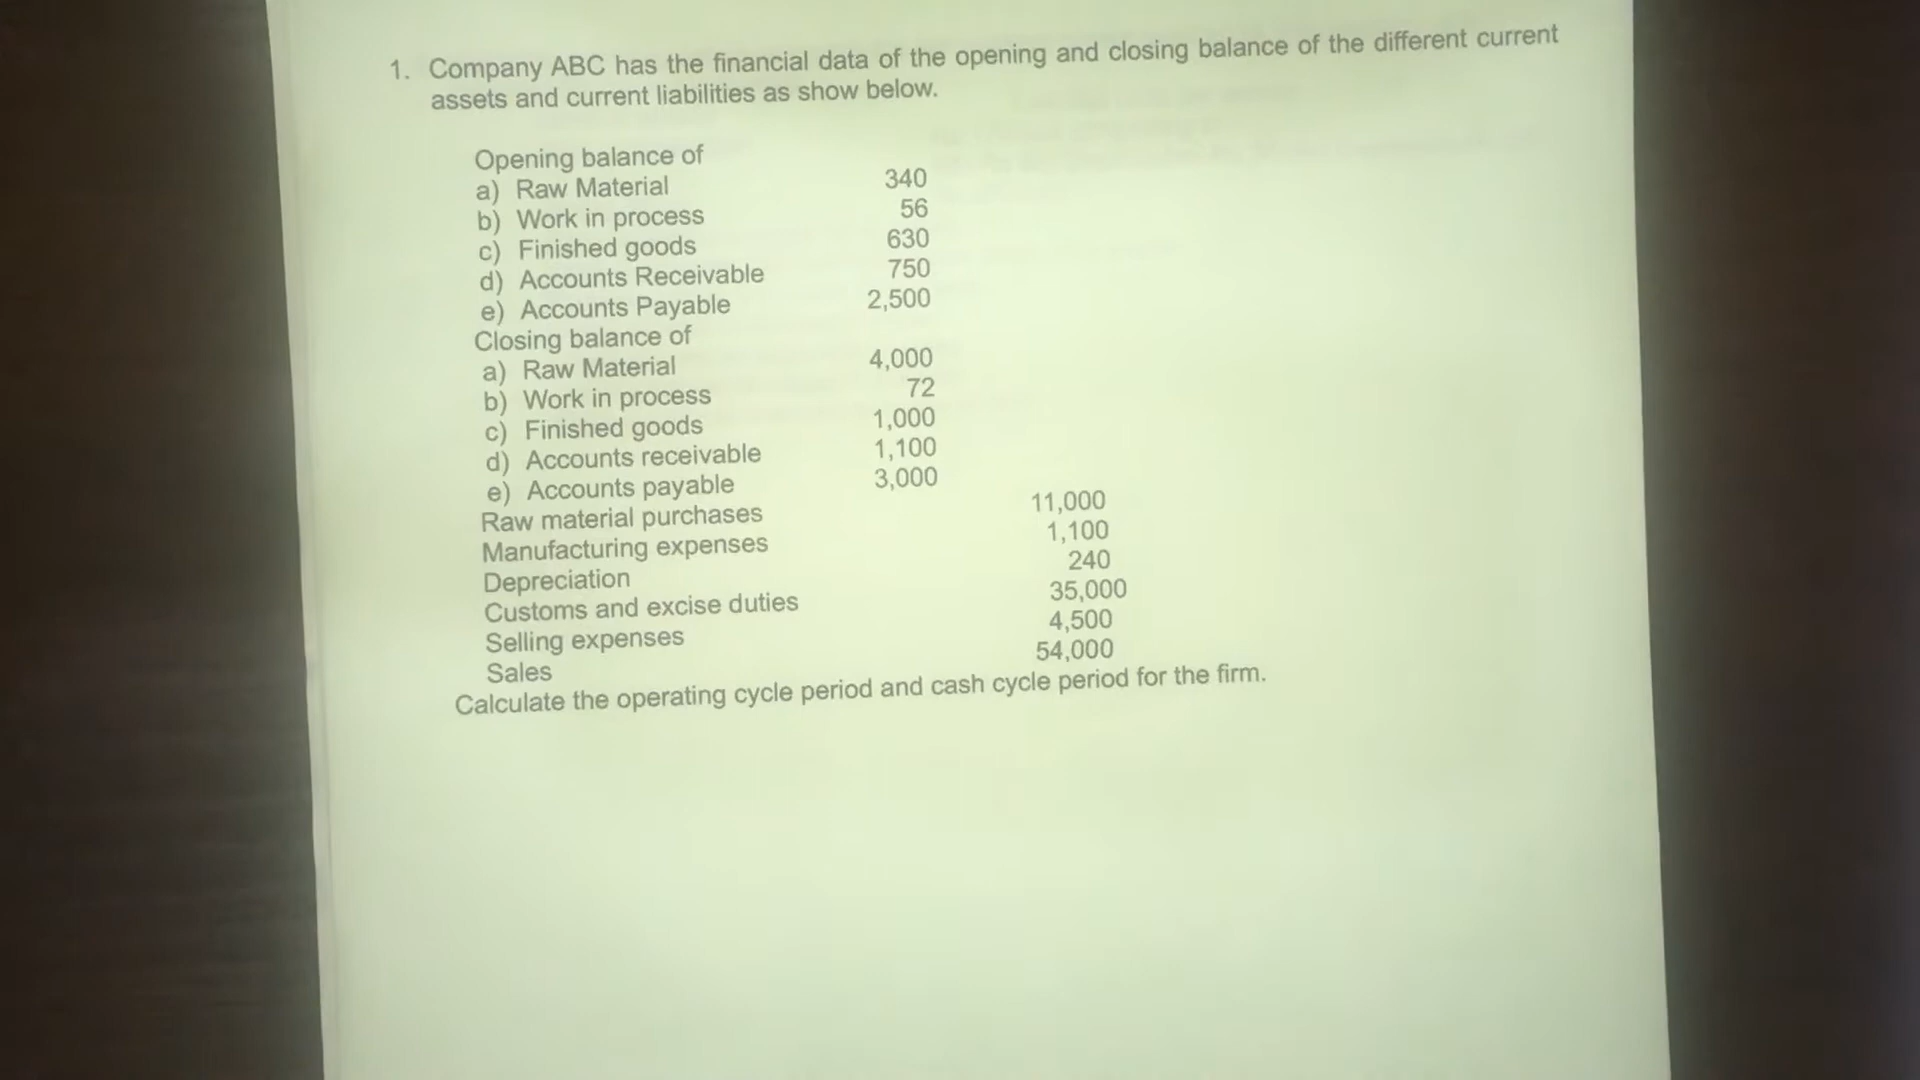 1. Company ABC has the financial data of the opening and closing balance of the different current
assets and current liabilities as show below.
Opening balance of
a) Raw Material 340
b) Work in process 56
c) Finished goods 630
d) Accounts Receivable 750
e) Accounts Payable 2,500
Closing balance of
a) Raw Material 4,000
b) Work in process 72
c) Finished goods 1,000
d) Accounts receivable 1,100
e) Accounts payable 3,000
Raw material purchases 11,000
Manufacturing expenses 1,100
Depreciation 240
Customs and excise duties 35,000
Selling expenses 4,500
Sales 54,000
Calculate the operating cycle period and cash cycle period for the firm.